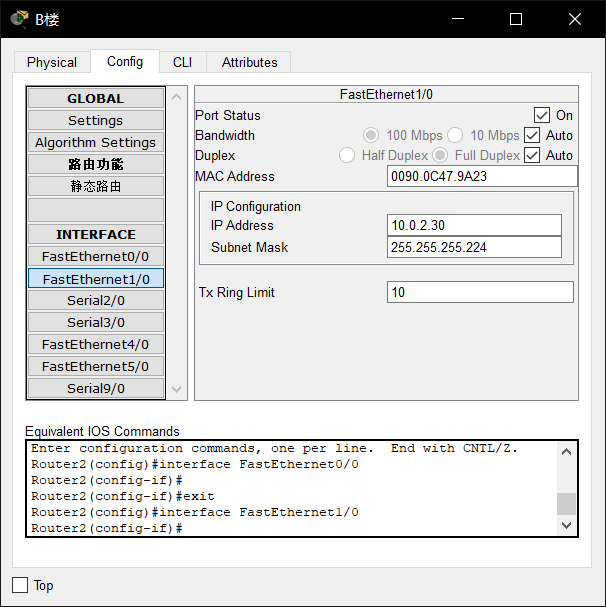 B楼
Physical Config CLI Attributes
GLOBAL
Settings
Algorithm Settings
路由功能
静态路由
INTERFACE
FastEthernet0/0
FastEthernet1/0
Serial2/0
Serial3/0
FastEthernet4/0
FastEthernet5/0
Serial9/0
FastEthernet1/0
Port Status On
Bandwidth 100 Mbps 10 Mbps Auto
Duplex Half Duplex Full Duplex Auto
MAC Address 0090.0C47.9A23
IP Configuration
IP Address 10.0.2.30
Subnet Mask 255.255.255.224
Tx Ring Limit 10
Equivalent IOS Commands
Enter configuration commands, one per line.  End with CNTL/Z.
Router2(config)#interface FastEthernet0/0
Router2(config-if)#
Router2(config-if)#exit
Router2(config)#interface FastEthernet1/0
Router2(config-if)#
Top